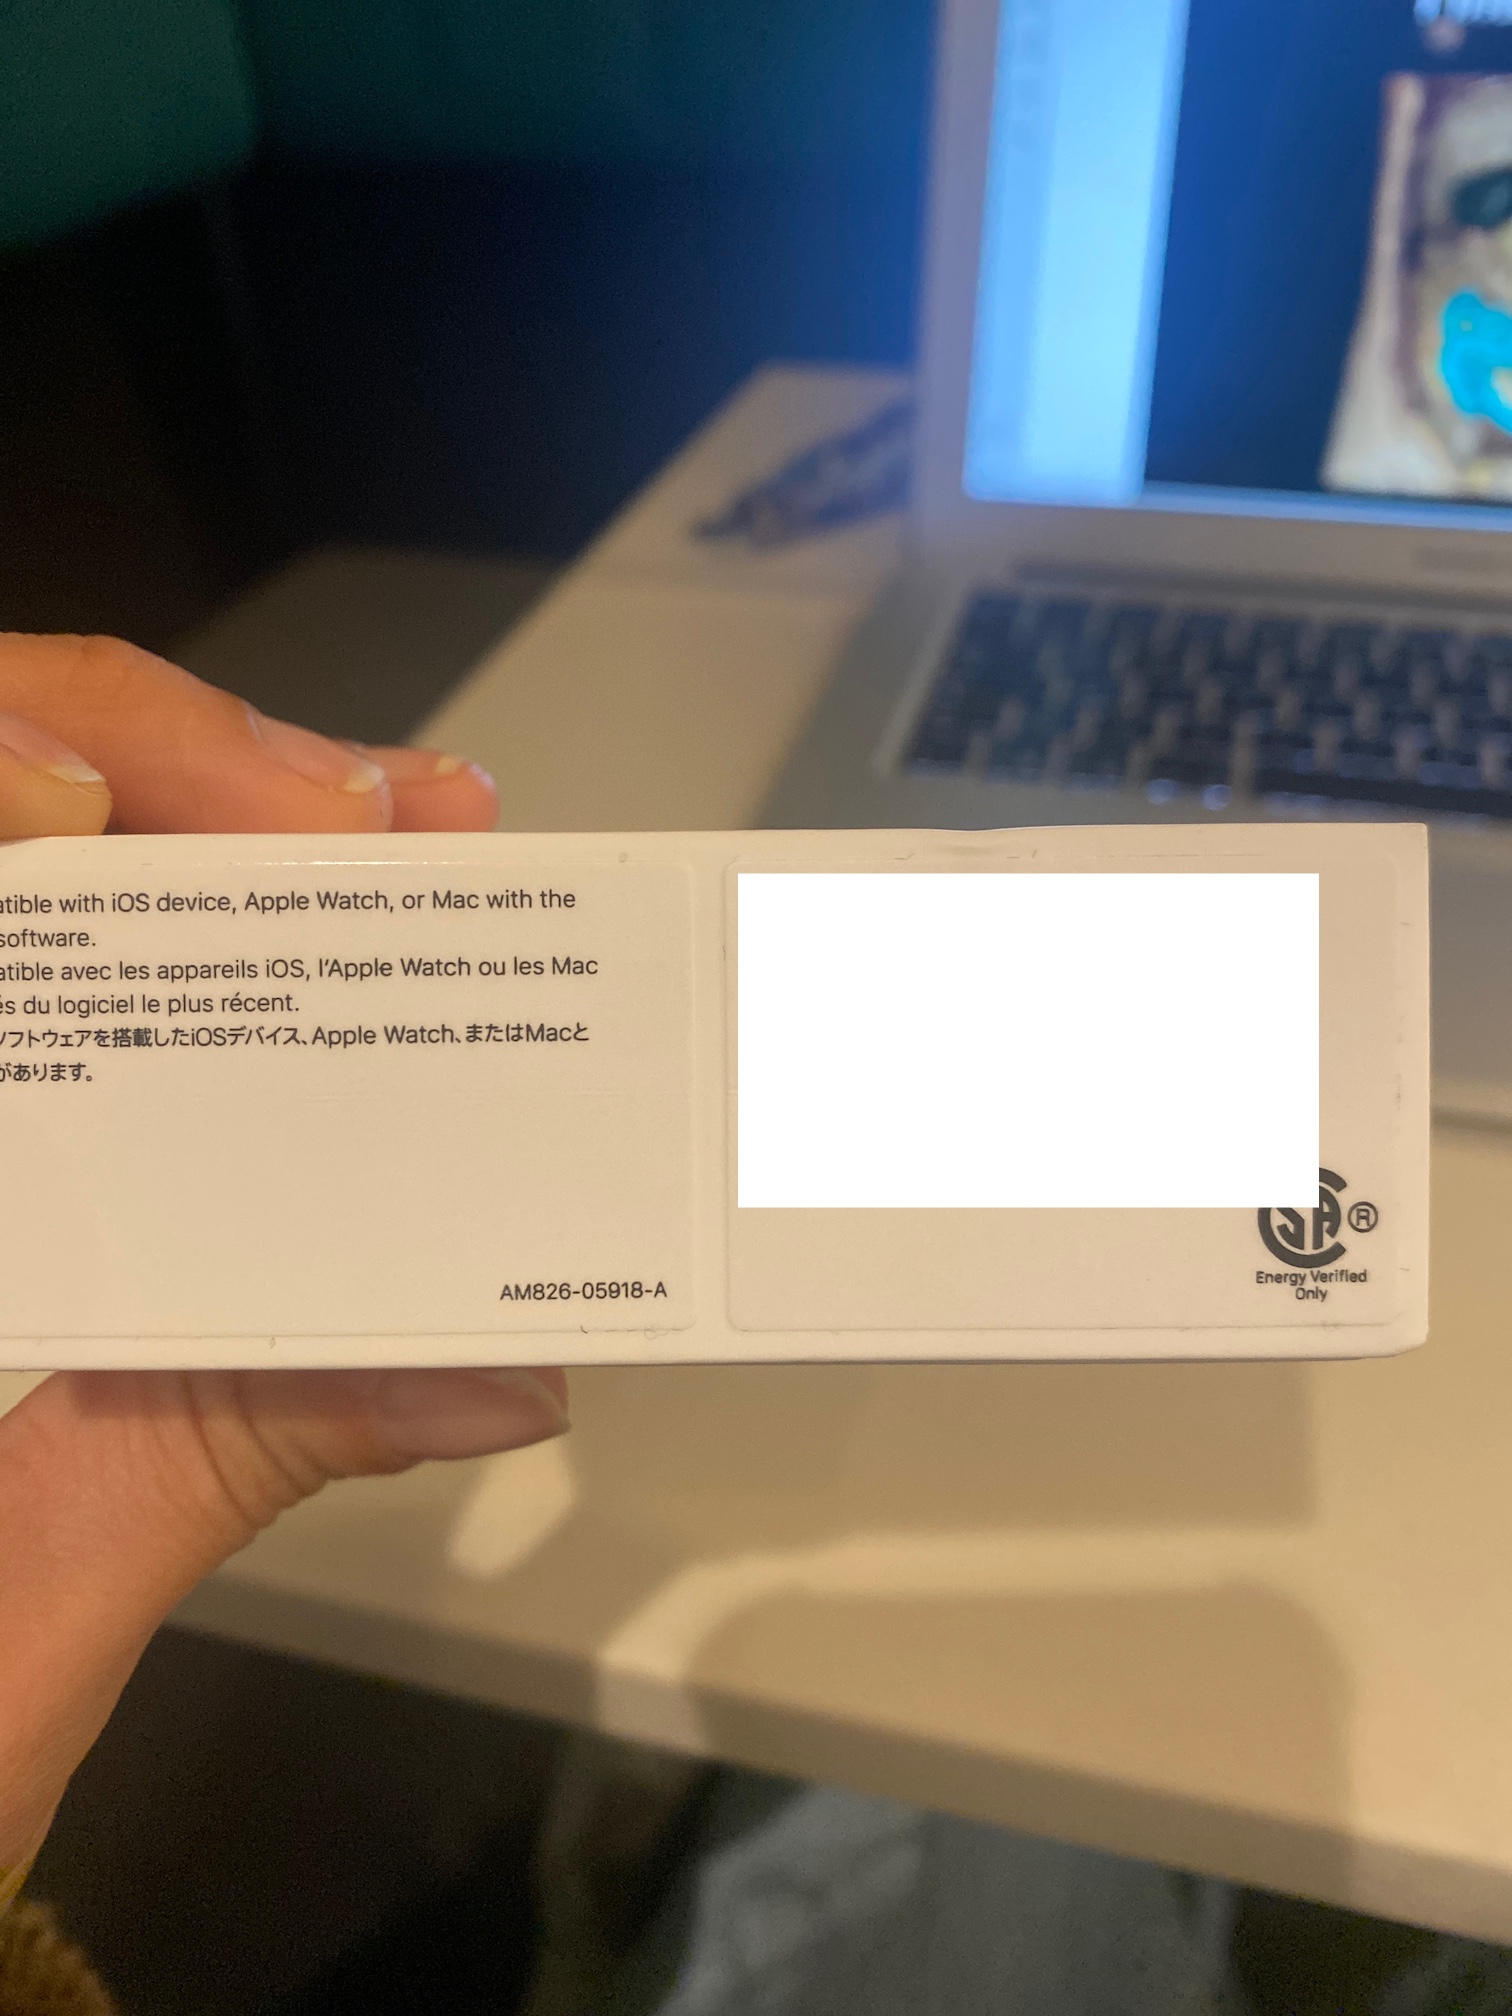 atible with iOS device, Apple Watch, or Mac with the
software.
atible avec les appareils iOS, l'Apple Watch ou les Mac
és du logiciel le plus récent.
ソフトウェアを搭載したiOSデバイス、Apple Watch、またはMacと
があります。
AM826-05918-A
SA ®
Energy Verified
Only